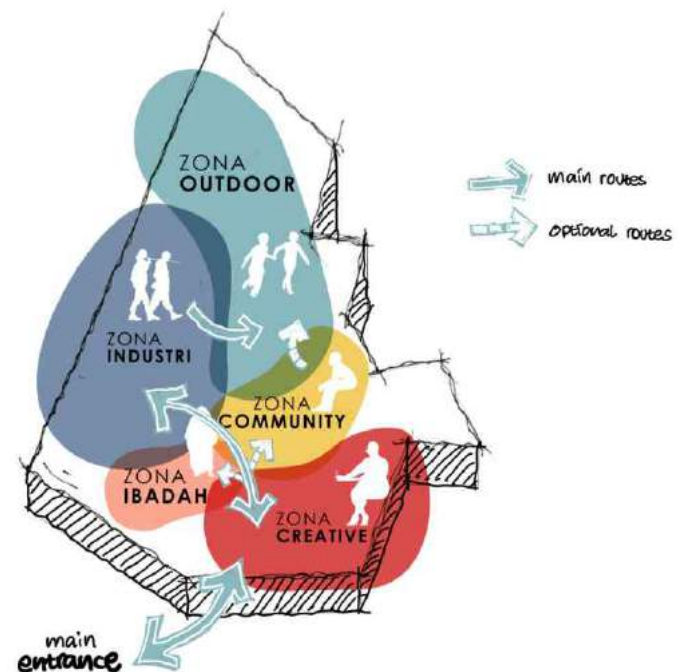 ZONA
OUTDOOR
main routes
optional routes
ZONA
INDUSTRI
ZONA
COMMUNITY
ZONA
IBADAH
ZONA
CREATIVE
main
entrance